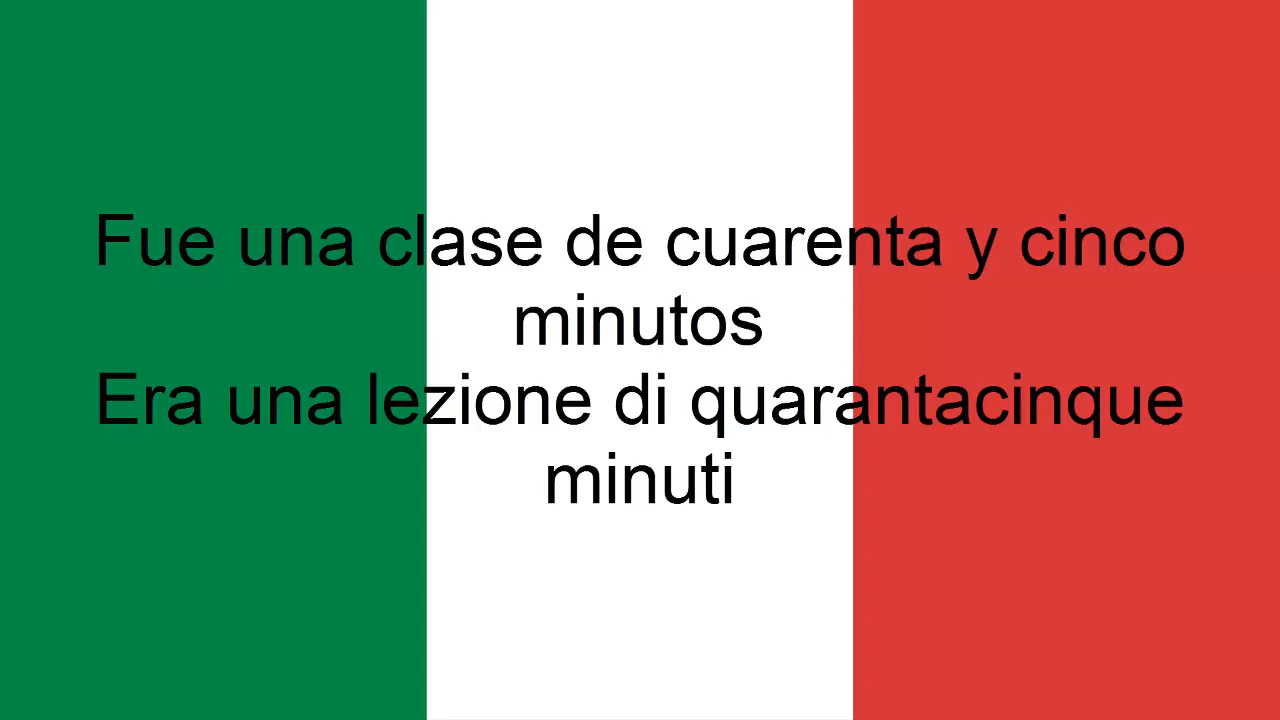 Fue una clase de cuarenta y cinco
minutos
Era una lezione di quarantacinque
minuti